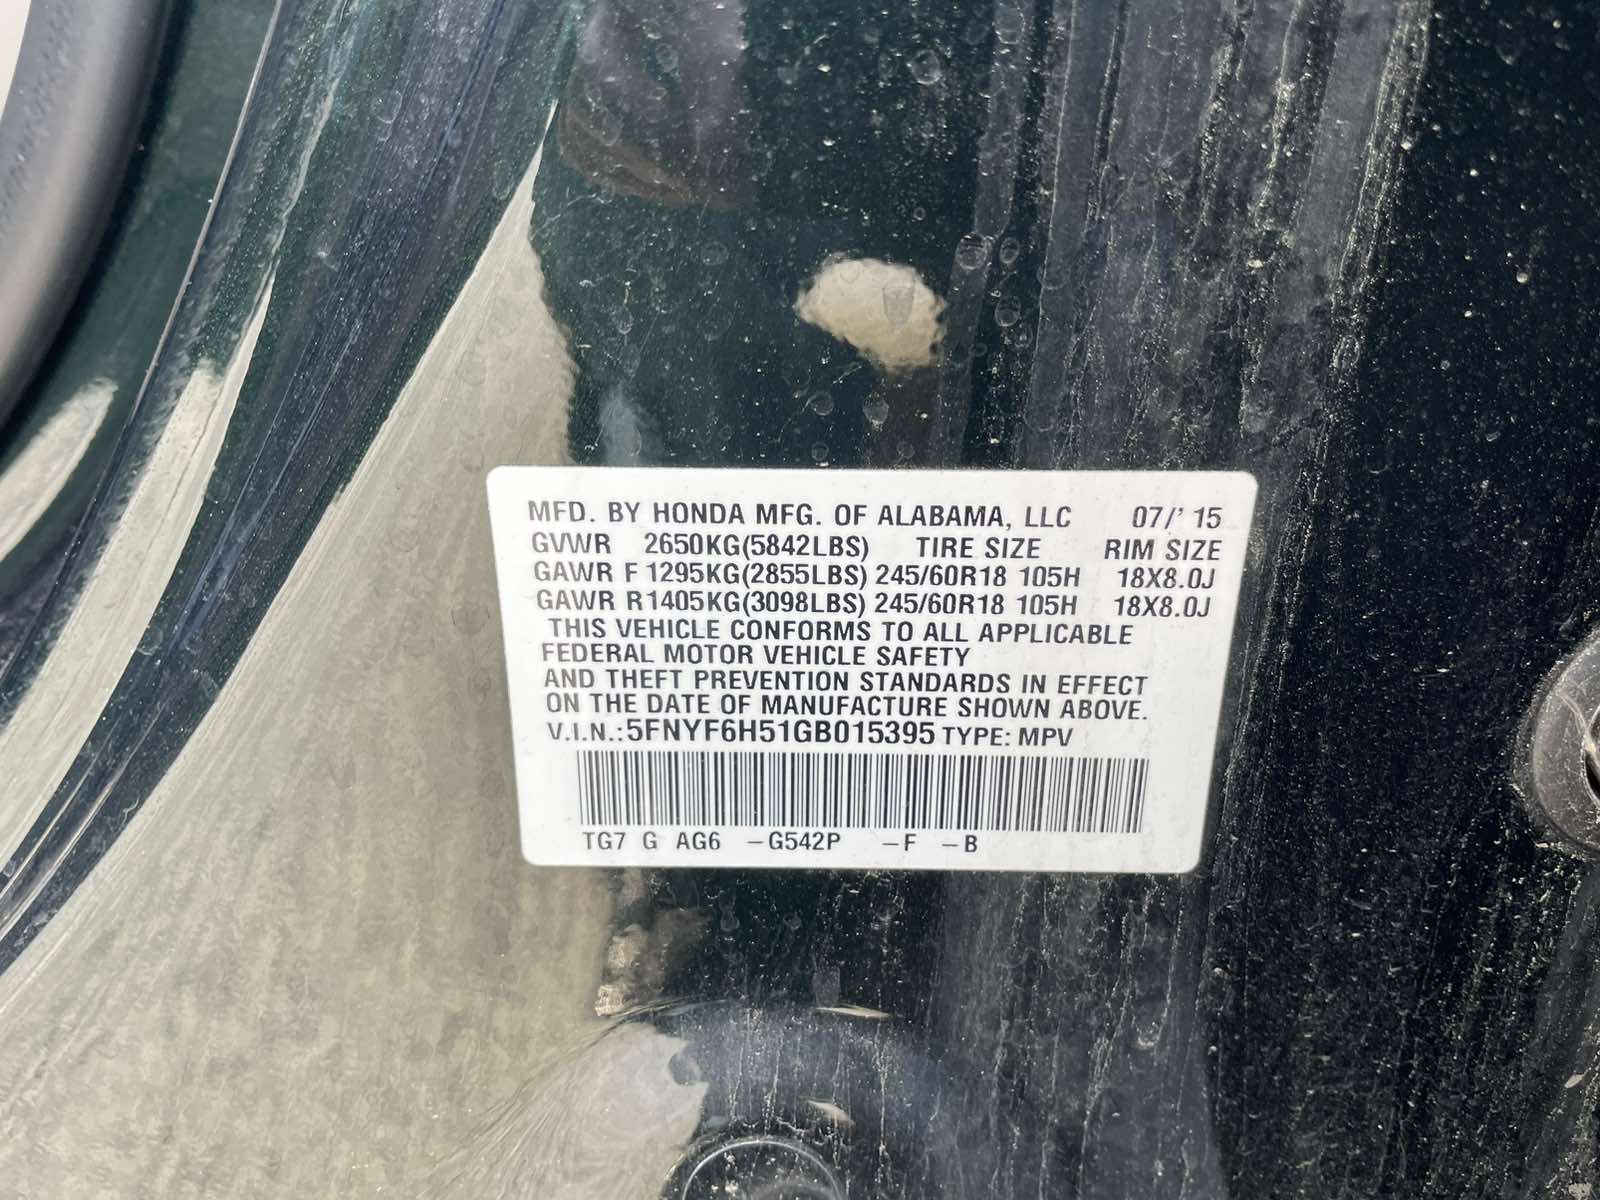 MFD. BY HONDA MFG. OF ALABAMA, LLC 07/' 15
GVWR 2650KG(5842LBS) TIRE SIZE RIM SIZE
GAWR F 1295KG(2855LBS) 245/60R18 105H 18X8.0J
GAWR R1405KG(3098LBS) 245/60R18 105H 18X8.0J
THIS VEHICLE CONFORMS TO ALL APPLICABLE
FEDERAL MOTOR VEHICLE SAFETY
AND THEFT PREVENTION STANDARDS IN EFFECT
ON THE DATE OF MANUFACTURE SHOWN ABOVE.
V.I.N.:5FNYF6H51GB015395 TYPE: MPV
TG7 G AG6 –G542P –F –B